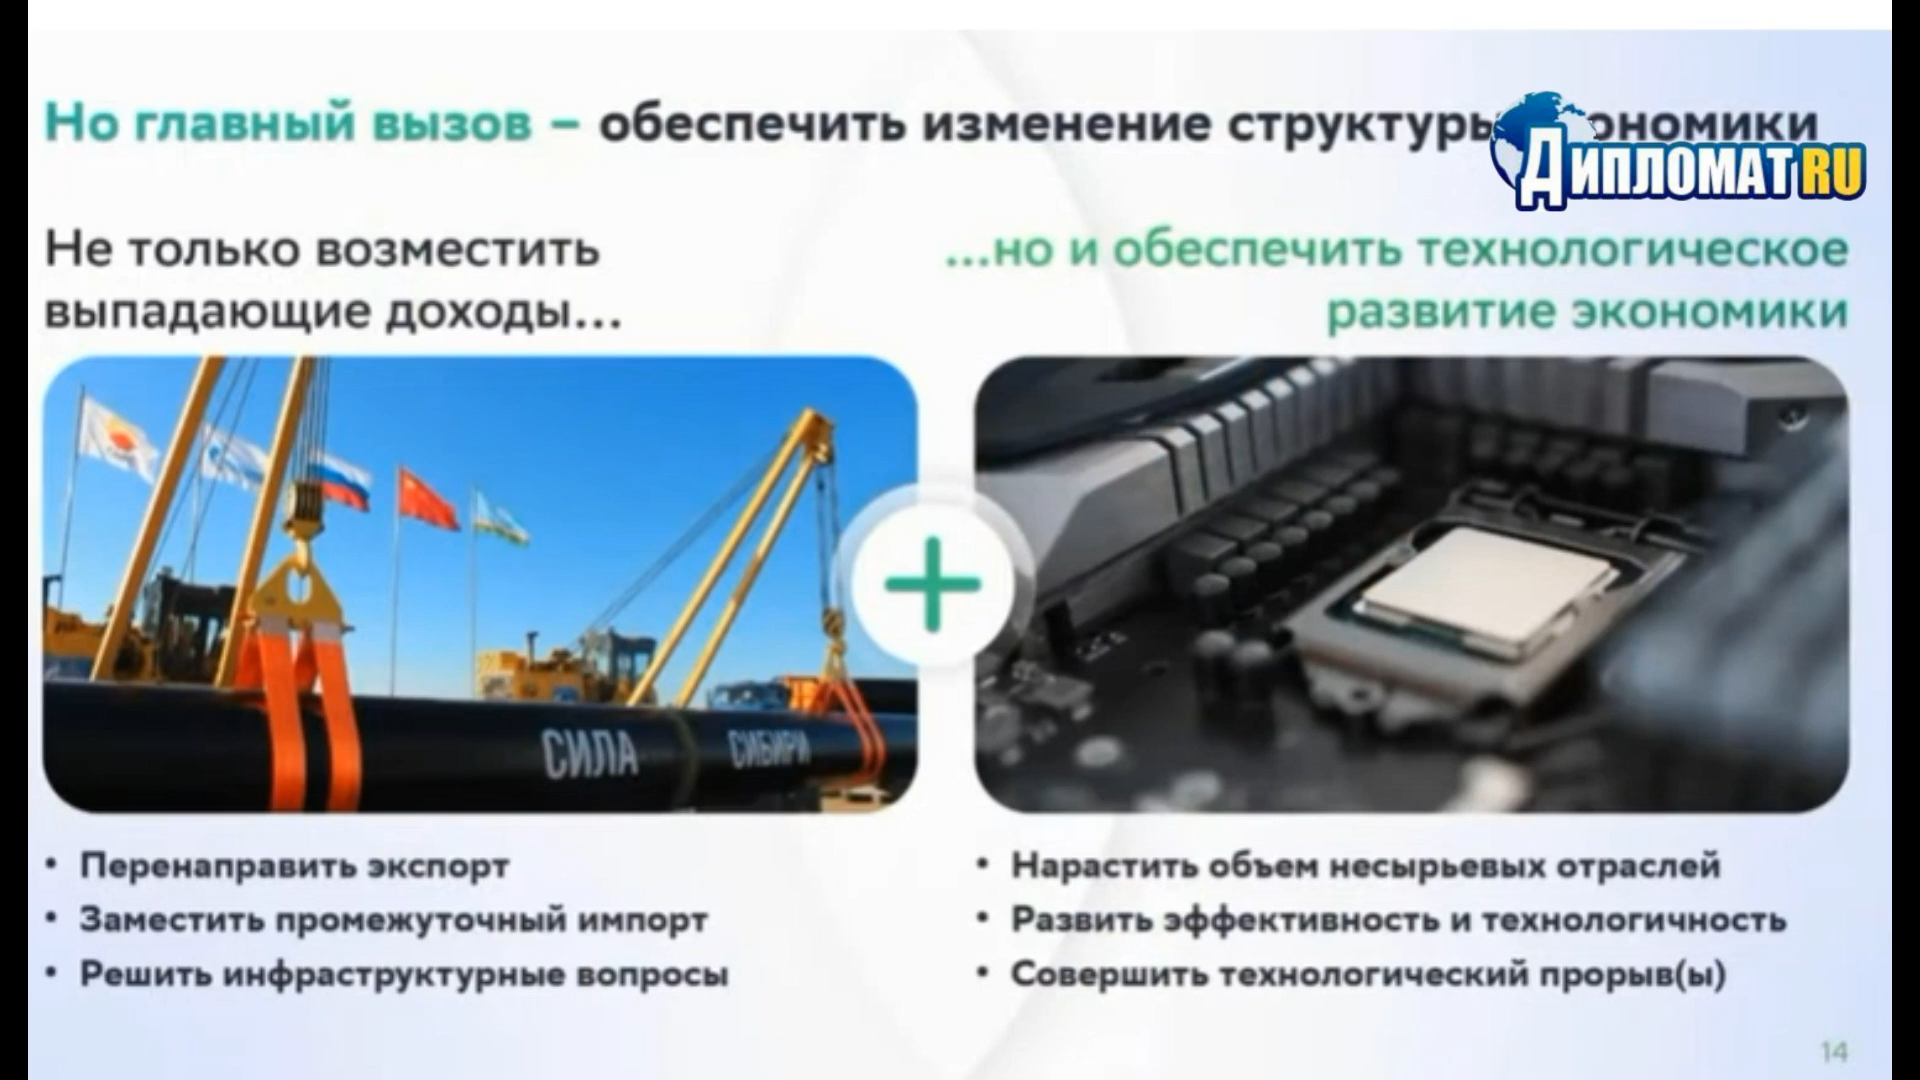 Но главный вызов – обеспечить изменение структуры
ДИПЛОМАТ RU
Не только возместить
выпадающие доходы...
...но и обеспечить технологическое
развитие экономики
СИЛА СИБИРИ
• Перенаправить экспорт
• Заместить промежуточный импорт
• Решить инфраструктурные вопросы
• Нарастить объем несырьевых отраслей
• Развить эффективность и технологичность
• Совершить технологический прорыв(ы)
14